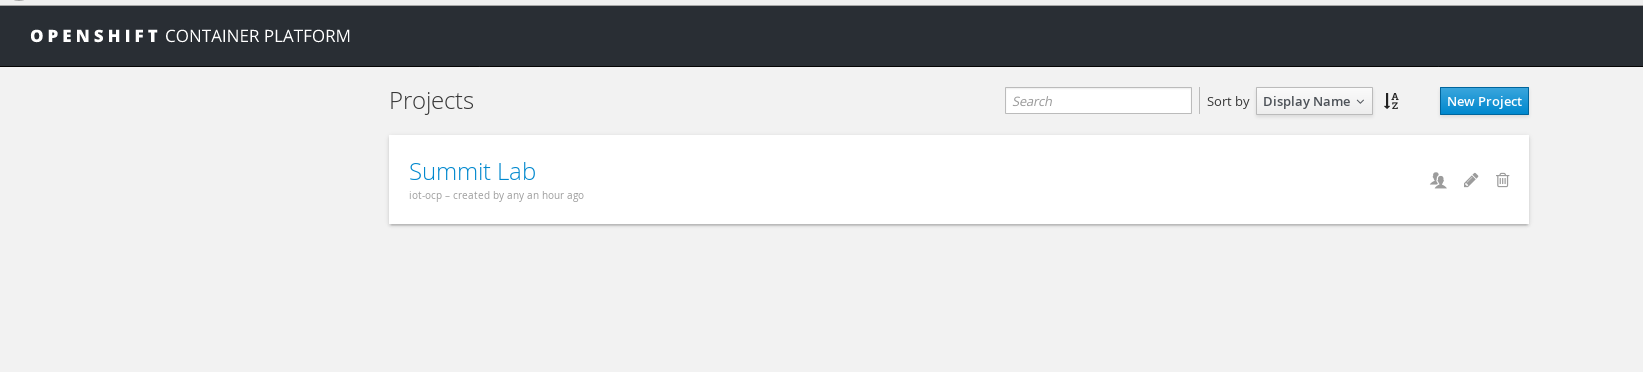 OPENSHIFT CONTAINER PLATFORM
Projects
Search
Sort by
Display Name
A
Z
New Project
Summit Lab
iot-ocp – created by any an hour ago